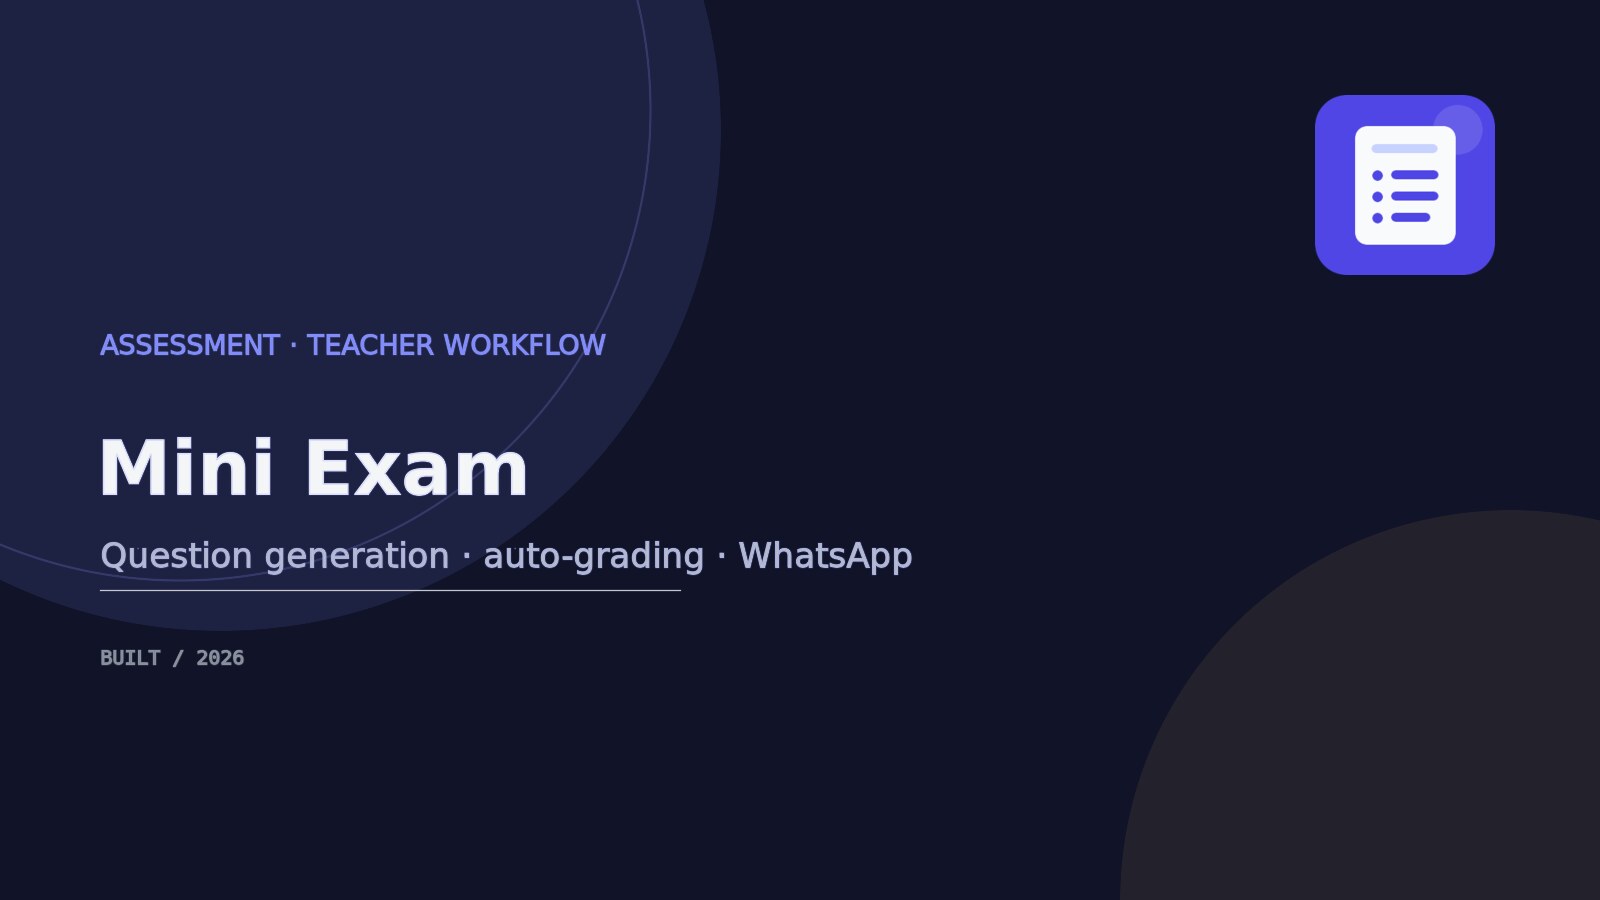 ASSESSMENT · TEACHER WORKFLOW
Mini Exam
Question generation · auto-grading · WhatsApp
BUILT / 2026